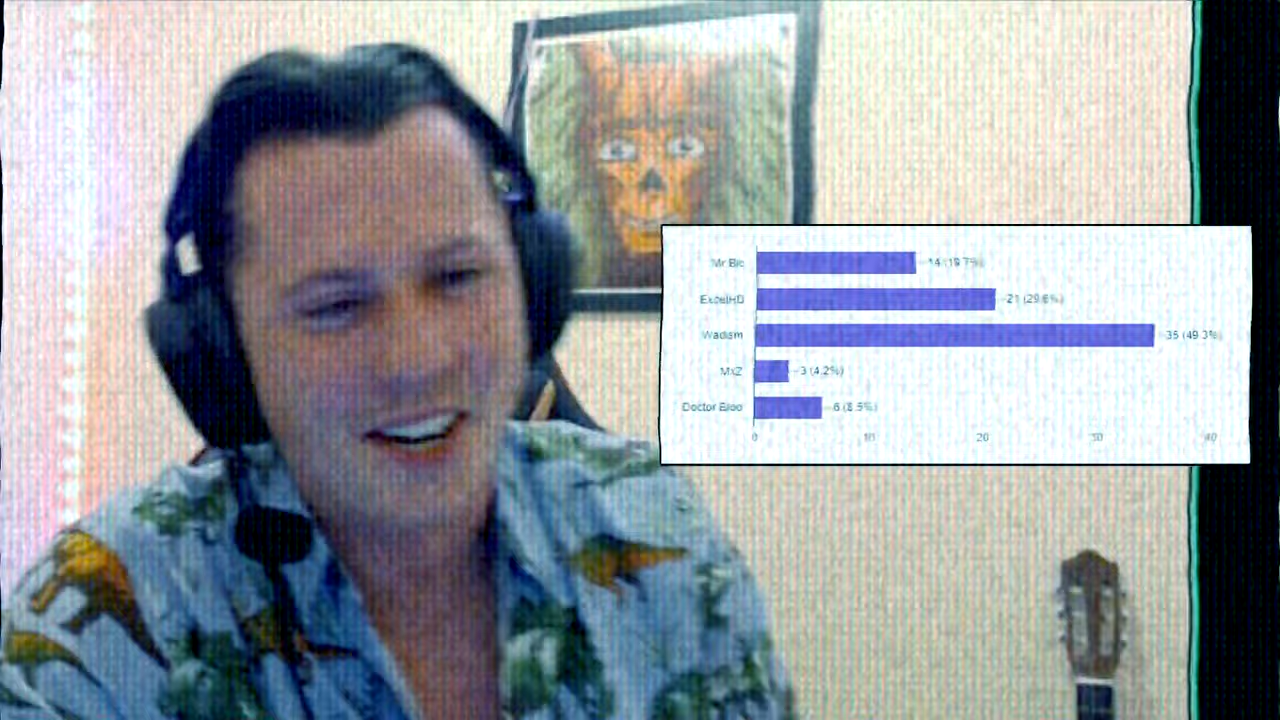 Mr Bic 14 (19.7%)
ExcelHD 21 (29.6%)
Wadism 35 (49.3%)
MxZ 3 (4.2%)
Doctor 6 (8.5%)
0 10 20 30 40